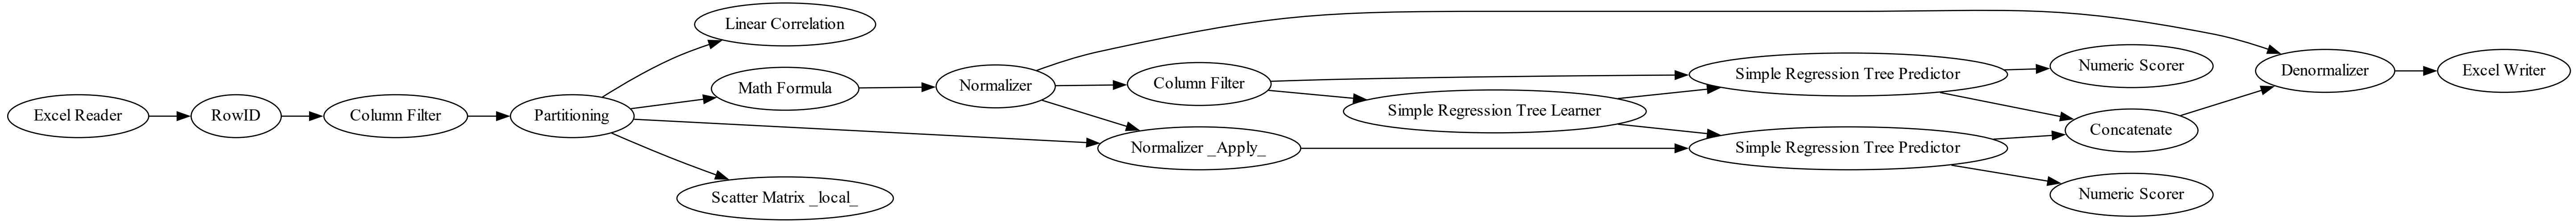 Excel Reader
RowID
Column Filter
Partitioning
Linear Correlation
Math Formula
Scatter Matrix _local_
Normalizer
Column Filter
Normalizer _Apply_
Simple Regression Tree Learner
Simple Regression Tree Predictor
Simple Regression Tree Predictor
Numeric Scorer
Concatenate
Numeric Scorer
Denormalizer
Excel Writer